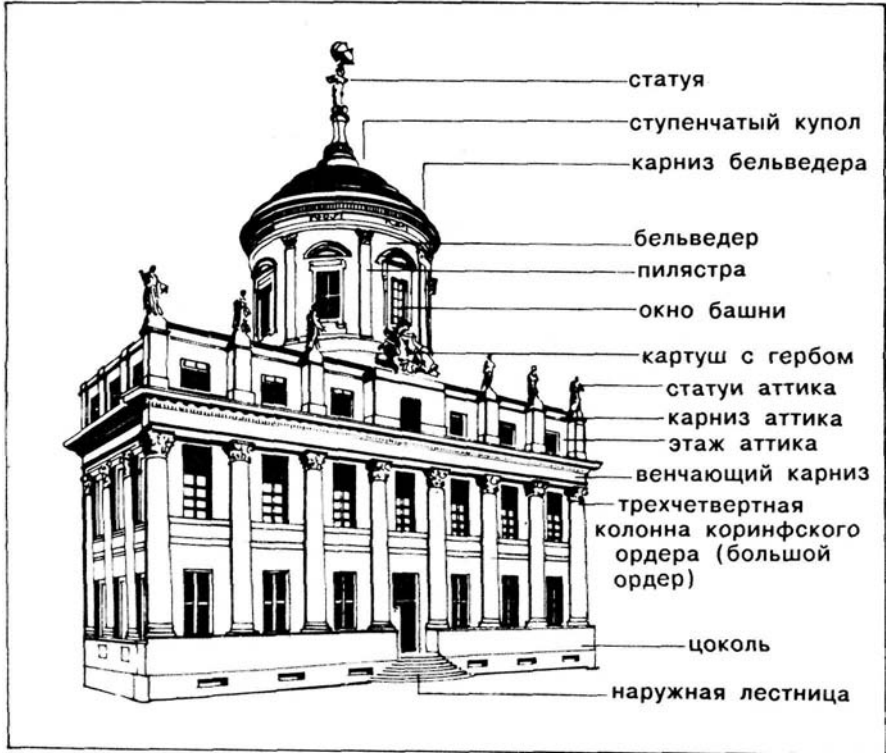 статуя
ступенчатый купол
карниз бельведера
бельведер
пилястра
окно башни
картуш с гербом
статуи аттика
карниз аттика
этаж аттика
венчающий карниз
трехчетвертная
колонна коринфского
ордера (большой
ордер)
цоколь
наружная лестница